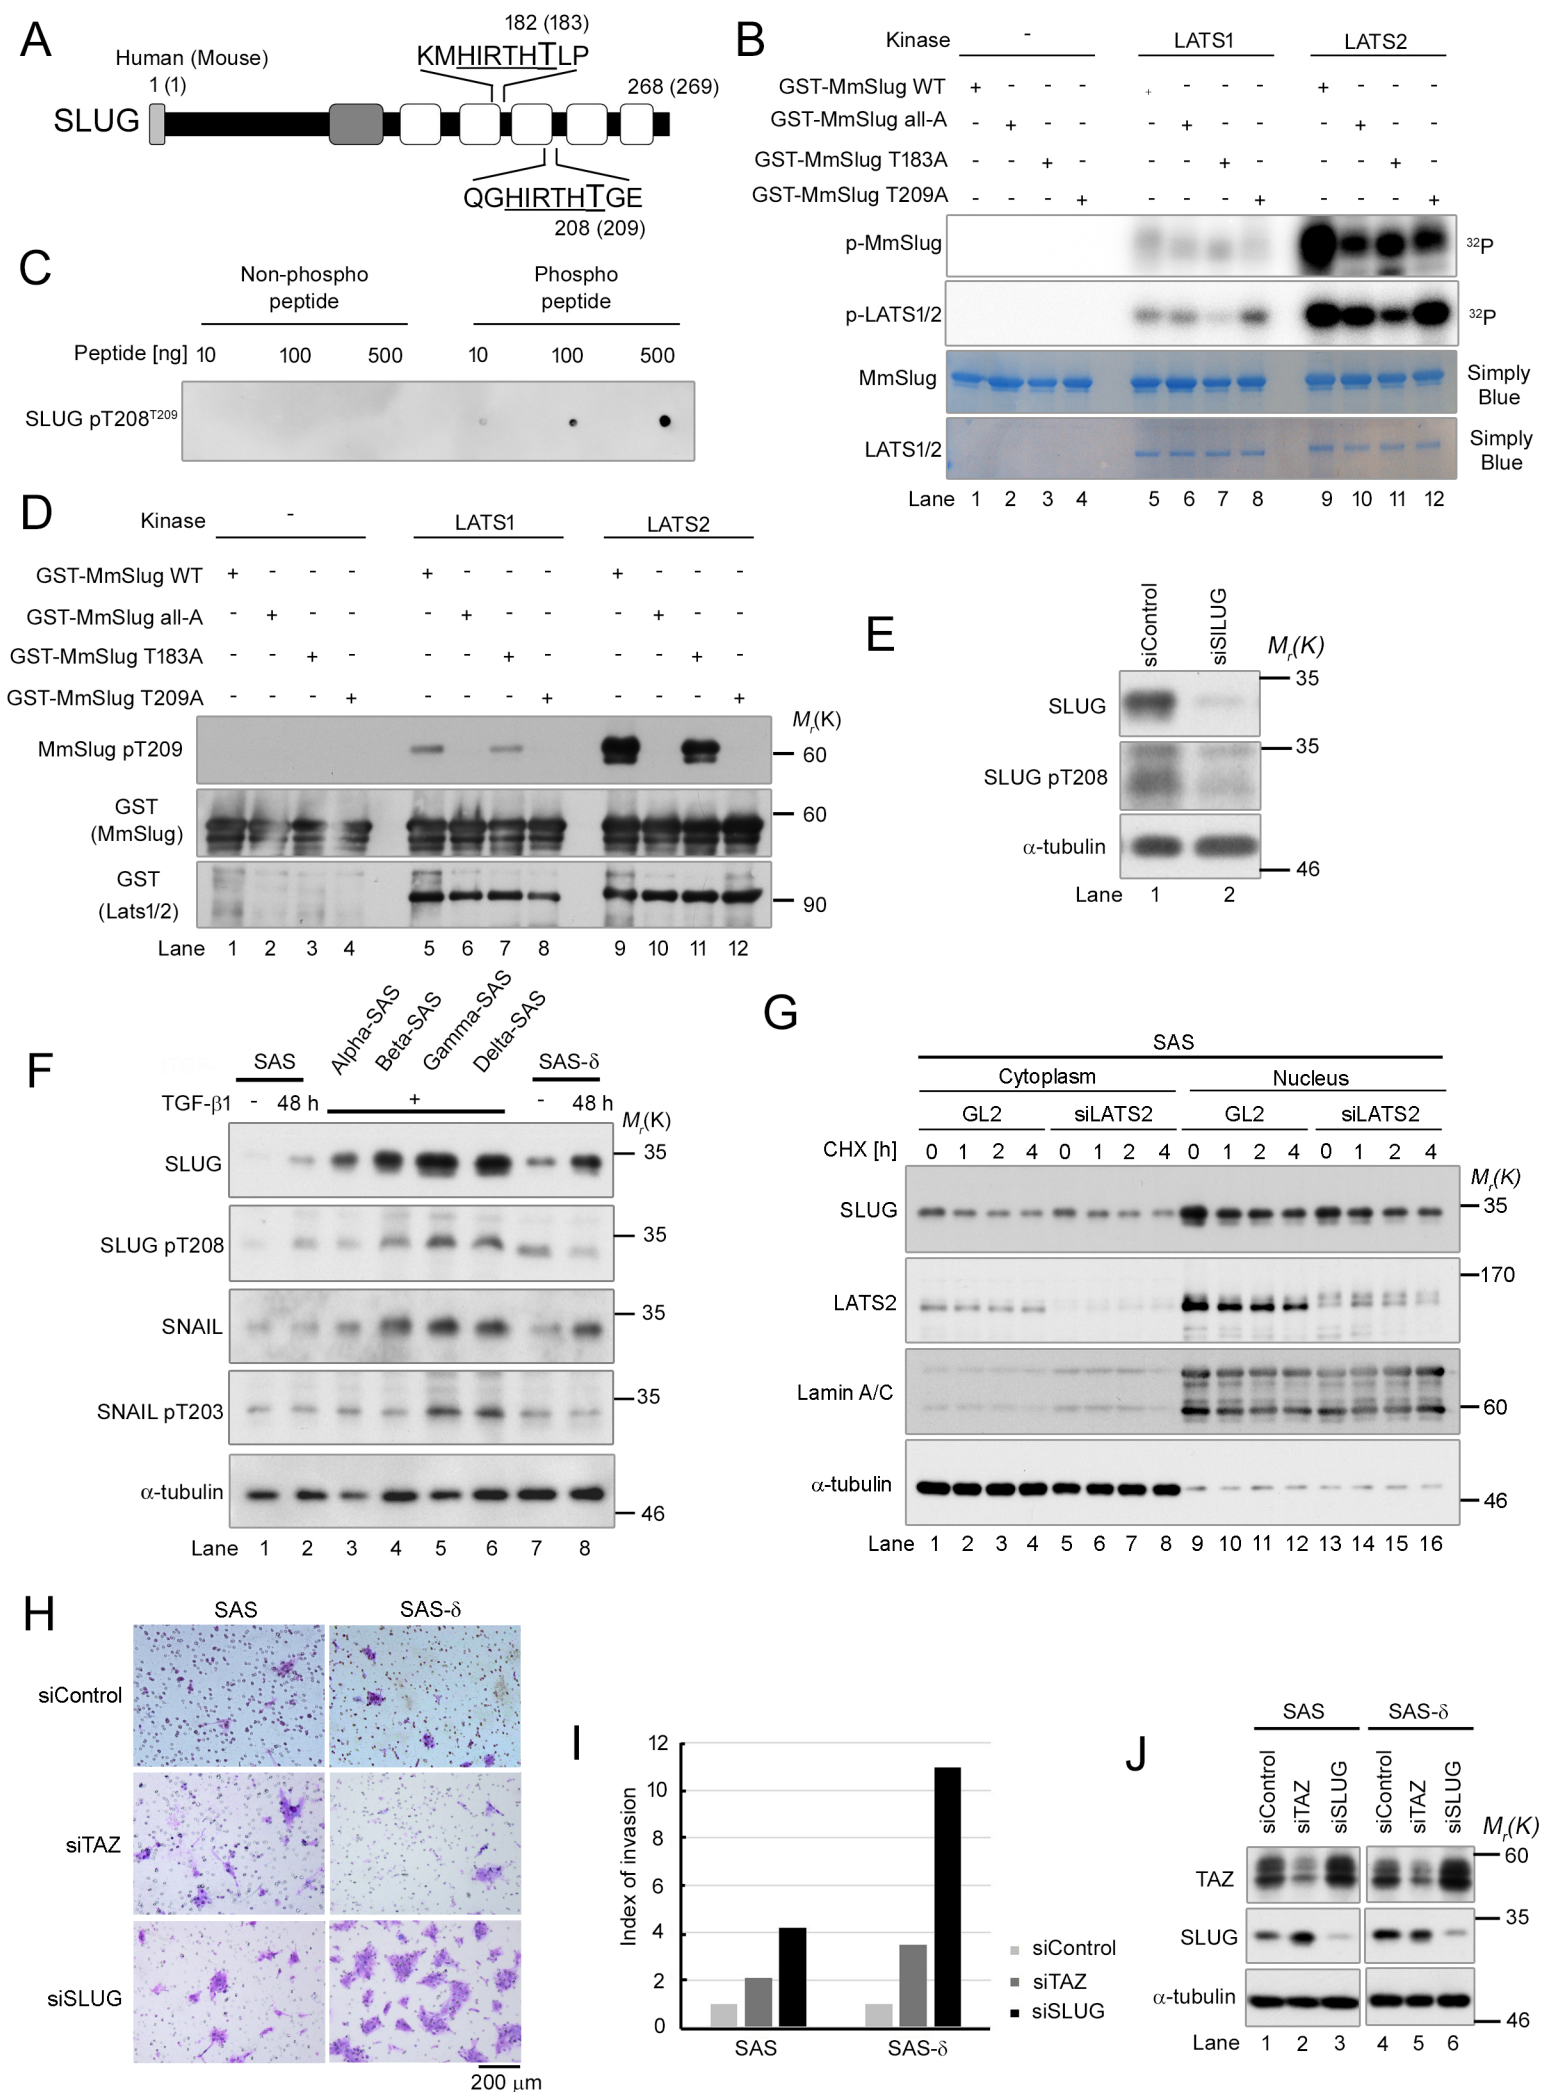 A
Human (Mouse)
1 (1)
182 (183)
KMHIRTHTLP
268 (269)
SLUG
QGHIRTHTGE
208 (209)
B
Kinase - LATS1 LATS2
GST-MmSlug WT + - - - + - - - + - - -
GST-MmSlug all-A - + - - - + - - - + - -
GST-MmSlug T183A - - + - - - + - - - + -
GST-MmSlug T209A - - - + - - - + - - - +
p-MmSlug 32P
p-LATS1/2 32P
MmSlug Simply Blue
LATS1/2 Simply Blue
Lane 1 2 3 4 5 6 7 8 9 10 11 12
C
Non-phospho peptide Phospho peptide
Peptide [ng] 10 100 500 10 100 500
SLUG pT208T209
D
Kinase - LATS1 LATS2
GST-MmSlug WT + - - - + - - - + - - -
GST-MmSlug all-A - + - - - + - - - + - -
GST-MmSlug T183A - - + - - - + - - - + -
GST-MmSlug T209A - - - + - - - + - - - +
Mr(K)
MmSlug pT209 60
GST (MmSlug) 60
GST (Lats1/2) 90
Lane 1 2 3 4 5 6 7 8 9 10 11 12
E
siControl siSlLUG
Mr(K)
SLUG 35
SLUG pT208 35
α-tubulin 46
Lane 1 2
F
SAS Alpha-SAS Beta-SAS Gamma-SAS Delta-SAS SAS-δ
TGF-β1 - 48 h + - 48 h
Mr(K)
SLUG 35
SLUG pT208 35
SNAIL 35
SNAIL pT203 35
α-tubulin 46
Lane 1 2 3 4 5 6 7 8
G
SAS
Cytoplasm Nucleus
GL2 siLATS2 GL2 siLATS2
CHX [h] 0 1 2 4 0 1 2 4 0 1 2 4 0 1 2 4
Mr(K)
SLUG 35
LATS2 170
Lamin A/C 60
α-tubulin 46
Lane 1 2 3 4 5 6 7 8 9 10 11 12 13 14 15 16
H
SAS SAS-δ
siControl
siTAZ
siSLUG
200 µm
I
Index of invasion
12
10
8
6
4
2
0
SAS SAS-δ
siControl
siTAZ
siSLUG
J
SAS SAS-δ
siControl siTAZ siSLUG siControl siTAZ siSLUG
Mr(K)
TAZ 60
SLUG 35
α-tubulin 46
Lane 1 2 3 4 5 6